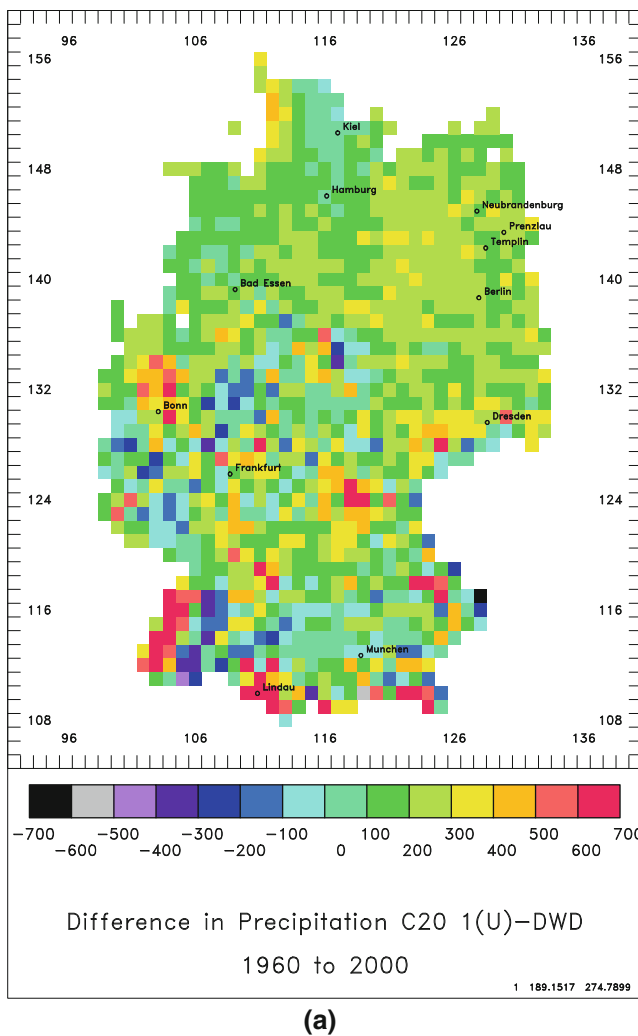 96 106 116 126 136
156 156
Kiel
148 148
Hamburg
Neubrandenburg
Prenzlau
Templin
140 140
Bad Essen
Berlin
132 132
Bonn
Dresden
Frankfurt
124 124
116 116
Munchen
Lindau
108 108
96 106 116 126 136
-700 -500 -300 -100 100 300 500 700
-600 -400 -200 0 200 400 600
Difference in Precipitation C20 1(U)-DWD
1960 to 2000
1 189.1517 274.7899
(a)